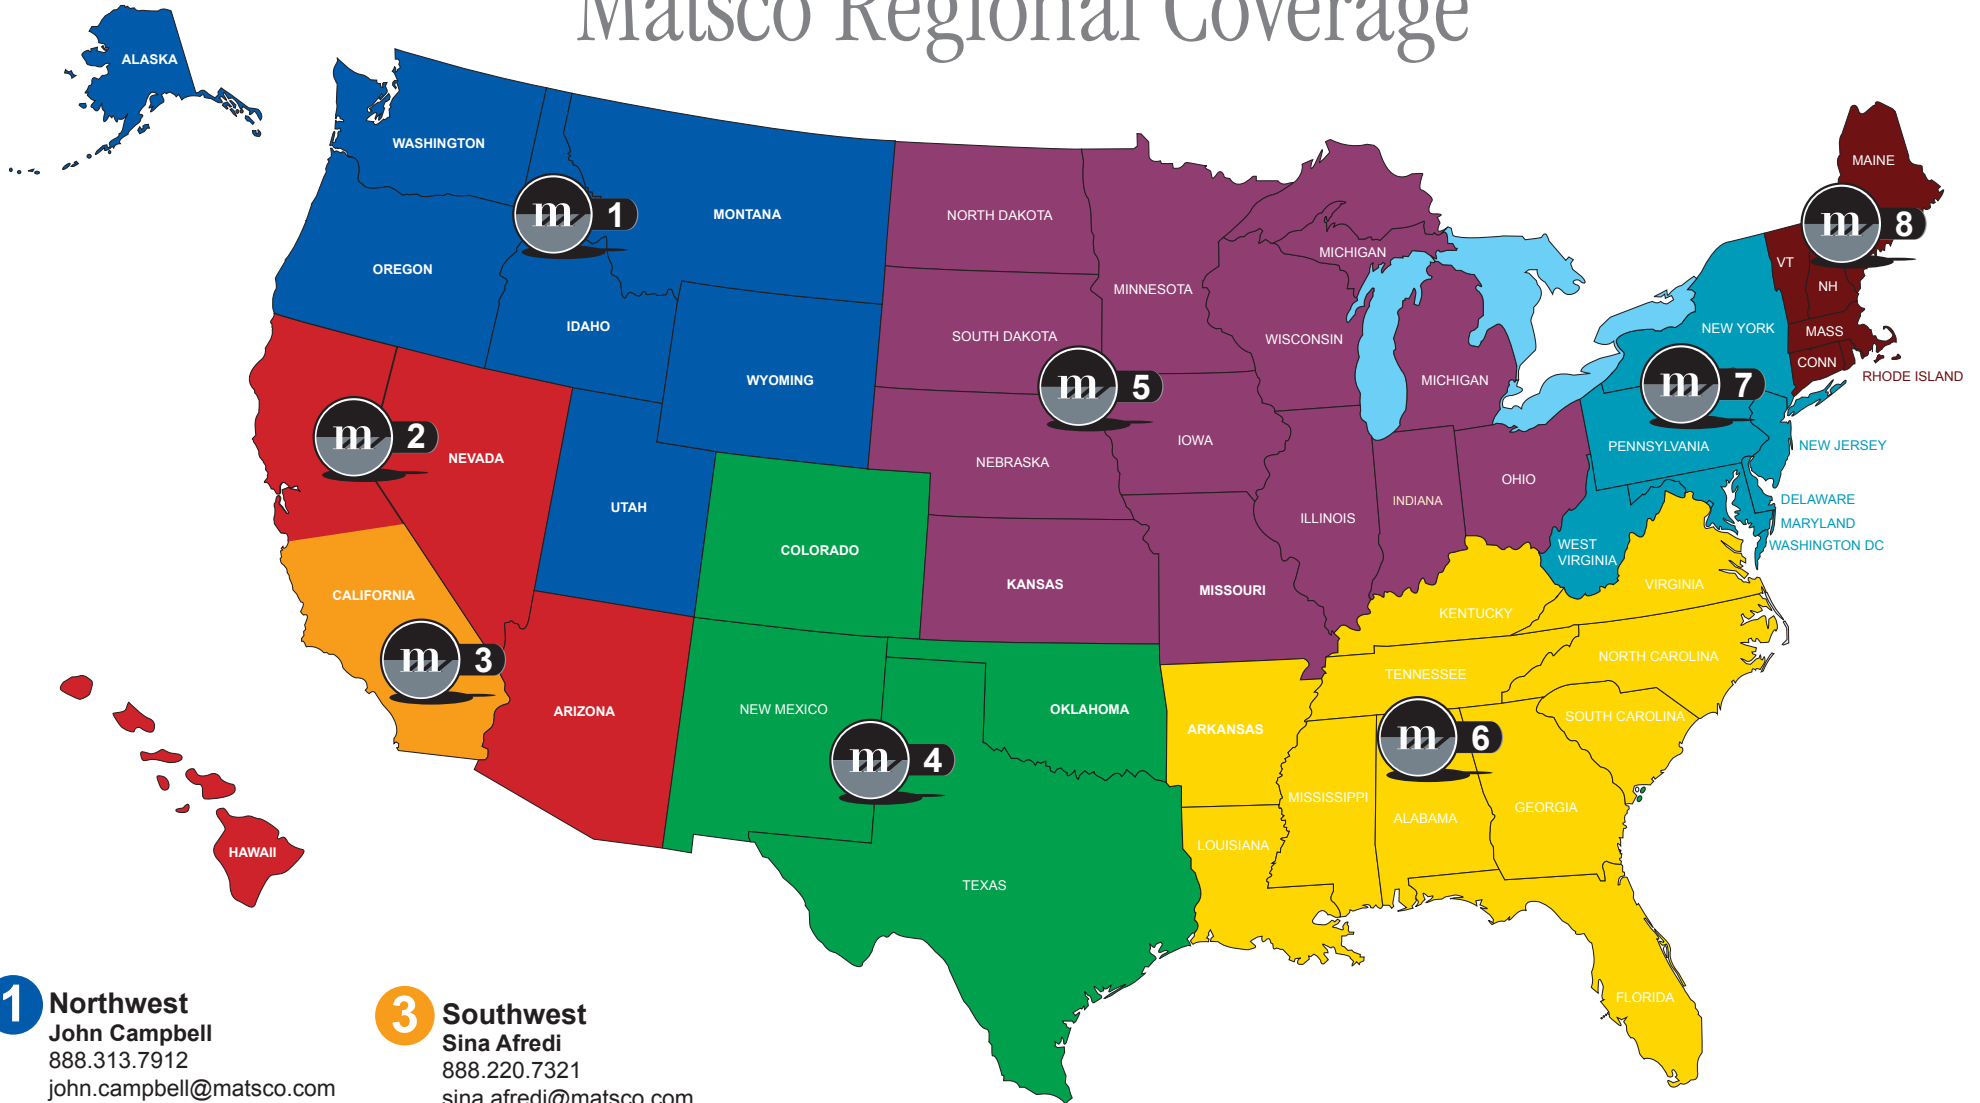 Matsco Regional Coverage
ALASKA
WASHINGTON
MONTANA
OREGON
IDAHO
WYOMING
m 1
NORTH DAKOTA
MINNESOTA
MICHIGAN
SOUTH DAKOTA
WISCONSIN
MICHIGAN
m 5
NEBRASKA
IOWA
ILLINOIS
INDIANA
OHIO
KANSAS
MISSOURI
MAINE
m 8
VT
NH
MASS
CONN
RHODE ISLAND
NEW YORK
m 7
PENNSYLVANIA
NEW JERSEY
DELAWARE
MARYLAND
WASHINGTON DC
WEST
VIRGINIA
m 2
NEVADA
UTAH
COLORADO
CALIFORNIA
m 3
ARIZONA
HAWAII
NEW MEXICO
OKLAHOMA
m 4
TEXAS
KENTUCKY
VIRGINIA
TENNESSEE
NORTH CAROLINA
SOUTH CAROLINA
ARKANSAS
m 6
MISSISSIPPI
ALABAMA
GEORGIA
LOUISIANA
FLORIDA
1 Northwest
John Campbell
888.313.7912
john.campbell@matsco.com
3 Southwest
Sina Afredi
888.220.7321
sina.afredi@matsco.com